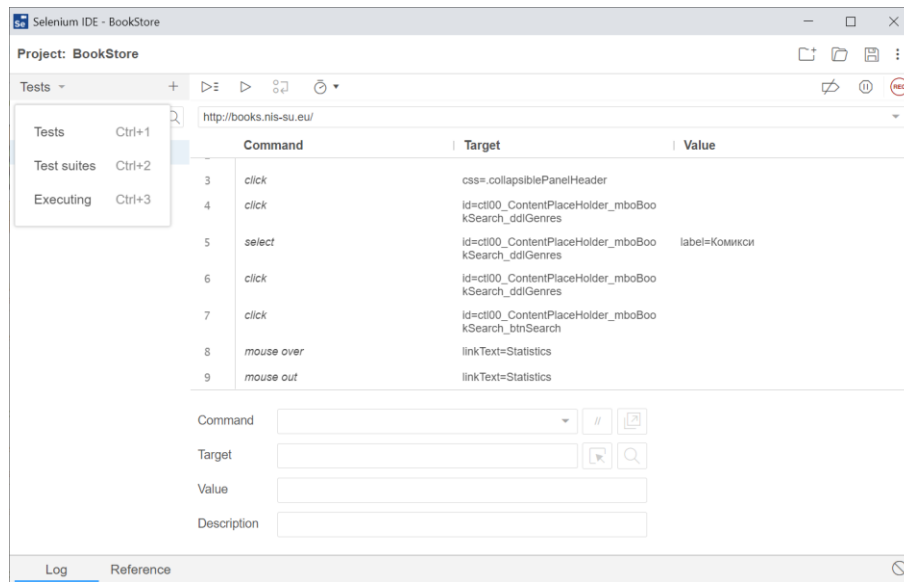 Se Selenium IDE - BookStore
Project: BookStore
Tests
REC
Tests Ctrl+1
Test suites Ctrl+2
Executing Ctrl+3
http://books.nis-su.eu/
Command Target Value
3 click css=.collapsiblePanelHeader
4 click id=ctl00_ContentPlaceHolder_mboBoo
kSearch_ddlGenres
5 select id=ctl00_ContentPlaceHolder_mboBoo label=Комикси
kSearch_ddlGenres
6 click id=ctl00_ContentPlaceHolder_mboBoo
kSearch_ddlGenres
7 click id=ctl00_ContentPlaceHolder_mboBoo
kSearch_btnSearch
8 mouse over linkText=Statistics
9 mouse out linkText=Statistics
Command //
Target
Value
Description
Log Reference